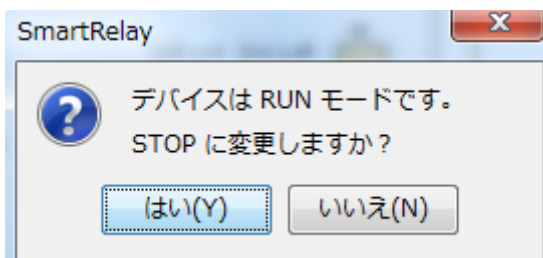 SmartRelay
デバイスは RUN モードです。
STOP に変更しますか?
はい(Y)
いいえ(N)